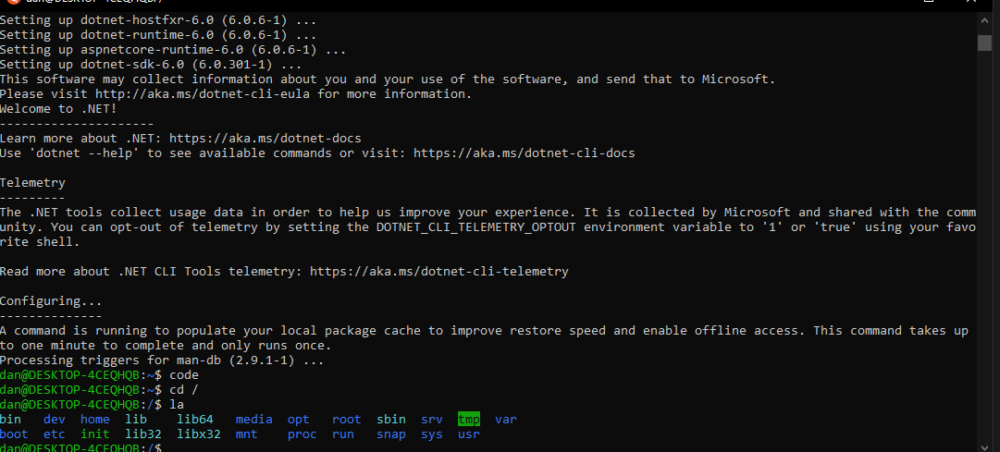 Setting up dotnet-hostfxr-6.0 (6.0.6-1) ...
Setting up dotnet-runtime-6.0 (6.0.6-1) ...
Setting up aspnetcore-runtime-6.0 (6.0.6-1) ...
Setting up dotnet-sdk-6.0 (6.0.301-1) ...
This software may collect information about you and your use of the software, and send that to Microsoft.
Please visit http://aka.ms/dotnet-cli-eula for more information.
Welcome to .NET!
---------------------
Learn more about .NET: https://aka.ms/dotnet-docs
Use 'dotnet --help' to see available commands or visit: https://aka.ms/dotnet-cli-docs
Telemetry
---------
The .NET tools collect usage data in order to help us improve your experience. It is collected by Microsoft and shared with the comm
unity. You can opt-out of telemetry by setting the DOTNET_CLI_TELEMETRY_OPTOUT environment variable to '1' or 'true' using your favo
rite shell.
Read more about .NET CLI Tools telemetry: https://aka.ms/dotnet-cli-telemetry
Configuring...
--------------
A command is running to populate your local package cache to improve restore speed and enable offline access. This command takes up
to one minute to complete and only runs once.
Processing triggers for man-db (2.9.1-1) ...
dan@DESKTOP-4CEQHQB:~$ code
dan@DESKTOP-4CEQHQB:~$ cd /
dan@DESKTOP-4CEQHQB:/$ la
bin dev home lib lib64 media opt root sbin srv tmp var
boot etc init lib32 libx32 mnt proc run snap sys usr
dan@DESKTOP-4CEQHQB:/$